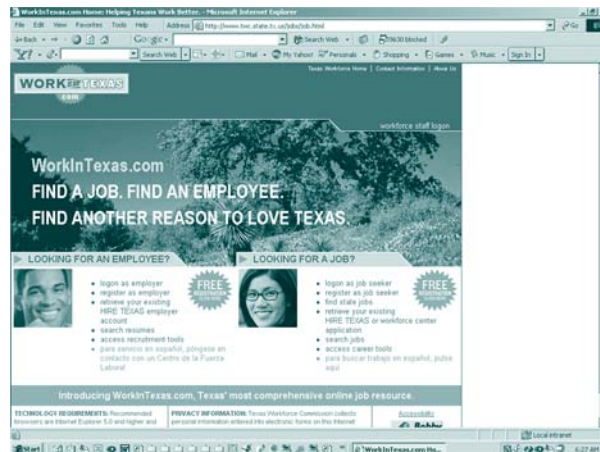 WorkInTexas.com Home: Helping Texans Work Better. - Microsoft Internet Explorer
File Edit View Favorites Tools Help Address http://www.twc.state.tx.us/jobs/job.html Go
Back Google Search Web blocked
Y! Search Web Mail My Yahoo! Personals Shopping Games Music Sign In
Texas Workforce Home | Contact Information | About Us
WORK IN TEXAS
.com
workforce staff logon
WorkInTexas.com
FIND A JOB. FIND AN EMPLOYEE.
FIND ANOTHER REASON TO LOVE TEXAS.
LOOKING FOR AN EMPLOYEE?
FREE
• logon as employer
• register as employer
• retrieve your existing
HIRE TEXAS employer
account
• search resumes
• access recruitment tools
• para servicio en español, póngase en
contacto con un Centro de la Fuerza
Laboral
LOOKING FOR A JOB?
FREE
• logon as job seeker
• register as job seeker
• find state jobs
• retrieve your existing
HIRE TEXAS or workforce center
application
• search jobs
• access career tools
• para buscar trabajo en español, pulse
aquí
Introducing WorkInTexas.com, Texas' most comprehensive online job resource.
TECHNOLOGY REQUIREMENTS: Recommended
browsers are Internet Explorer 5.0 and higher and
PRIVACY INFORMATION: Texas Workforce Commission collects
personal information entered into electronic forms on this Internet
Accessibility
Bobby
Local intranet
Start WorkInTexas.com Ho... 6:27 AM